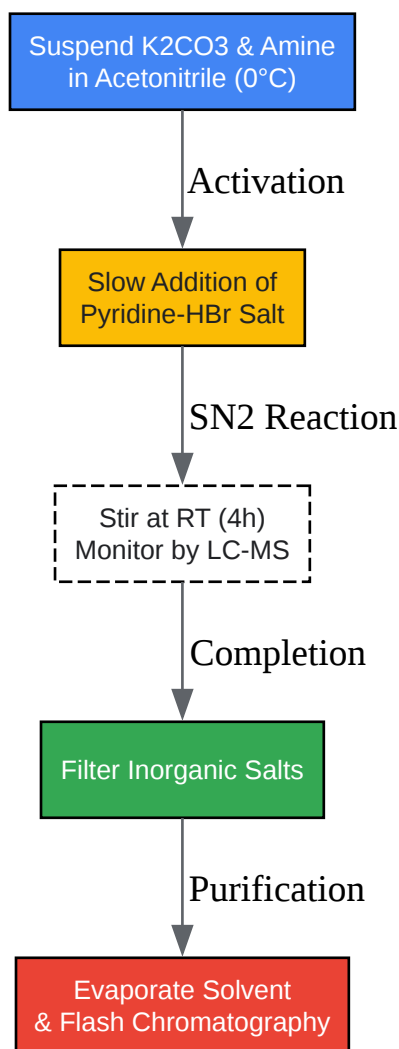 Suspend K2CO3 & Amine
in Acetonitrile (0°C)
Activation
Slow Addition of
Pyridine-HBr Salt
SN2 Reaction
Stir at RT (4h)
Monitor by LC-MS
Completion
Filter Inorganic Salts
Purification
Evaporate Solvent
& Flash Chromatography